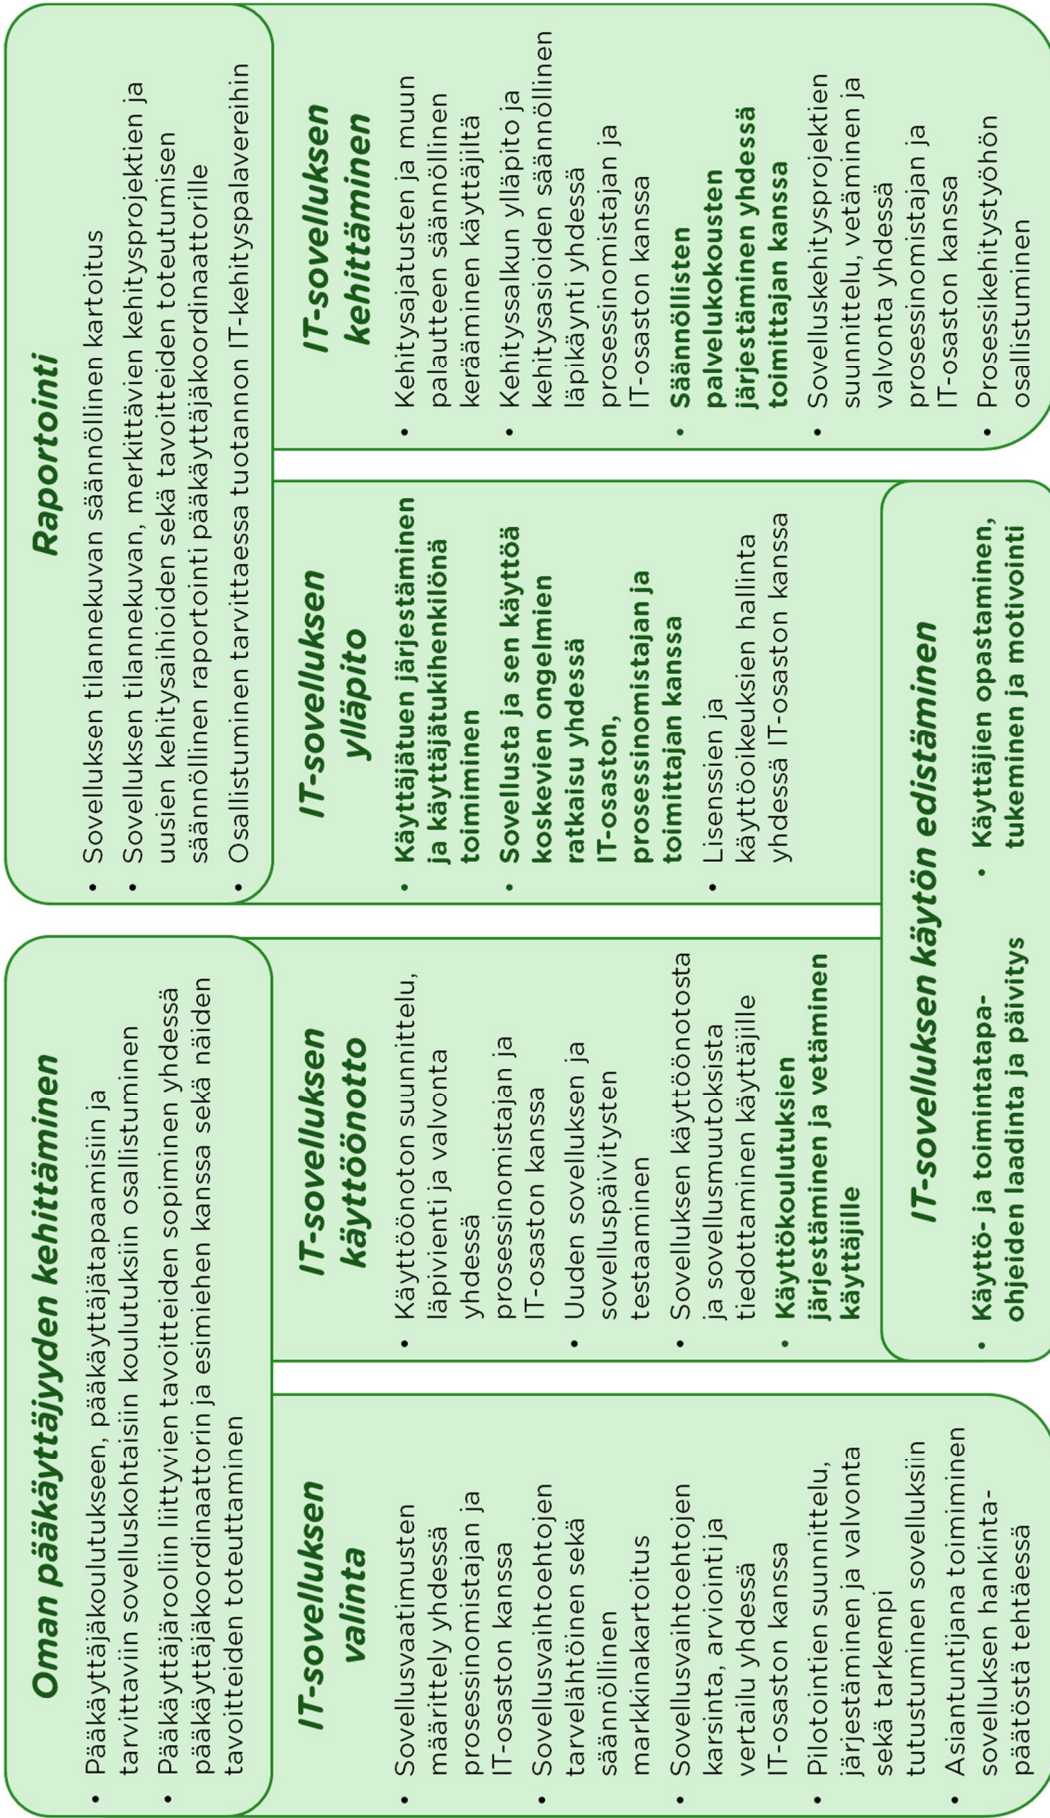 Oman pääkäyttäjyyden kehittäminen
• Pääkäyttäjäkoulutukseen, pääkäyttäjätapaamisiin ja
tarvittaviin sovelluskohtaisiin koulutuksiin osallistuminen
• Pääkäyttäjärooliin liittyvien tavoitteiden sopiminen yhdessä
pääkäyttäjäkoordinaattorin ja esimiehen kanssa sekä näiden
tavoitteiden toteuttaminen
Raportointi
• Sovelluksen tilannekuvan säännöllinen kartoitus
• Sovelluksen tilannekuvan, merkittävien kehitysprojektien ja
uusien kehitysaihioiden sekä tavoitteiden toteutumisen
säännöllinen raportointi pääkäyttäjäkoordinaattorille
• Osallistuminen tarvittaessa tuotannon IT-kehityspalavereihin
IT-sovelluksen
valinta
• Sovellusvaatimusten
määrittely yhdessä
prosessinomistajan ja
IT-osaston kanssa
• Sovellusvaihtoehtojen
tarvelähtöinen sekä
säännöllinen
markkinakartoitus
• Sovellusvaihtoehtojen
karsinta, arviointi ja
vertailu yhdessä
IT-osaston kanssa
• Pilotointien suunnittelu,
järjestäminen ja valvonta
sekä tarkempi
tutustuminen sovelluksiin
• Asiantuntijana toimiminen
sovelluksen hankinta-
päätöstä tehtäessä
IT-sovelluksen
käyttöönotto
• Käyttöönoton suunnittelu,
läpivienti ja valvonta
yhdessä
prosessinomistajan ja
IT-osaston kanssa
• Uuden sovelluksen ja
sovelluspäivitysten
testaaminen
• Sovelluksen käyttöönotosta
ja sovellusmuutoksista
tiedottaminen käyttäjille
• Käyttökoulutuksien
järjestäminen ja vetäminen
käyttäjille
IT-sovelluksen
ylläpito
• Käyttäjätuen järjestäminen
ja käyttäjätukihenkilönä
toimiminen
• Sovellusta ja sen käyttöä
koskevien ongelmien
ratkaisu yhdessä
IT-osaston,
prosessinomistajan ja
toimittajan kanssa
• Lisenssien ja
käyttöoikeuksien hallinta
yhdessä IT-osaston kanssa
IT-sovelluksen
kehittäminen
• Kehitysajatusten ja muun
palautteen säännöllinen
kerääminen käyttäjiltä
• Kehityssalkun ylläpito ja
kehitysasioiden säännöllinen
läpikäynti yhdessä
prosessinomistajan ja
IT-osaston kanssa
• Säännöllisten
palvelukokousten
järjestäminen yhdessä
toimittajan kanssa
• Sovelluskehitysprojektien
suunnittelu, vetäminen ja
valvonta yhdessä
prosessinomistajan ja
IT-osaston kanssa
• Prosessikehitystyöhön
osallistuminen
IT-sovelluksen käytön edistäminen
• Käyttö- ja toimintatapa-
ohjeiden laadinta ja päivitys
• Käyttäjien opastaminen,
tukeminen ja motivointi